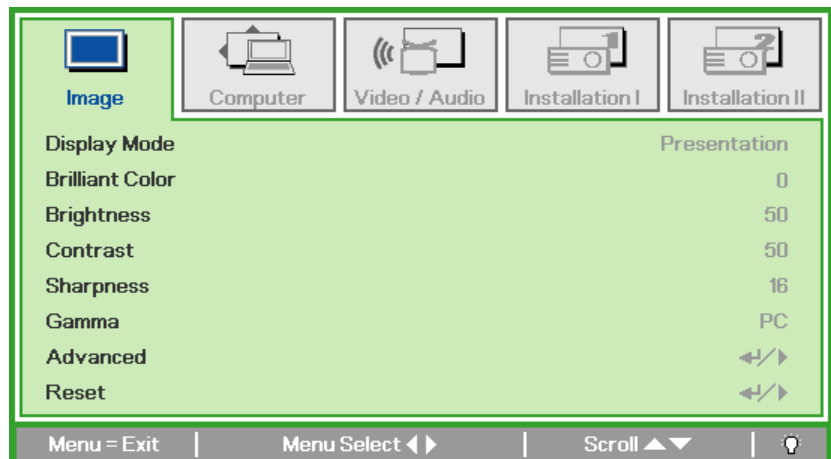 Image Computer Video / Audio Installation I Installation II
Display Mode Presentation
Brilliant Color 0
Brightness 50
Contrast 50
Sharpness 16
Gamma PC
Advanced ↵/▶
Reset ↵/▶
Menu = Exit | Menu Select ◀▶ | Scroll ▲▼ |